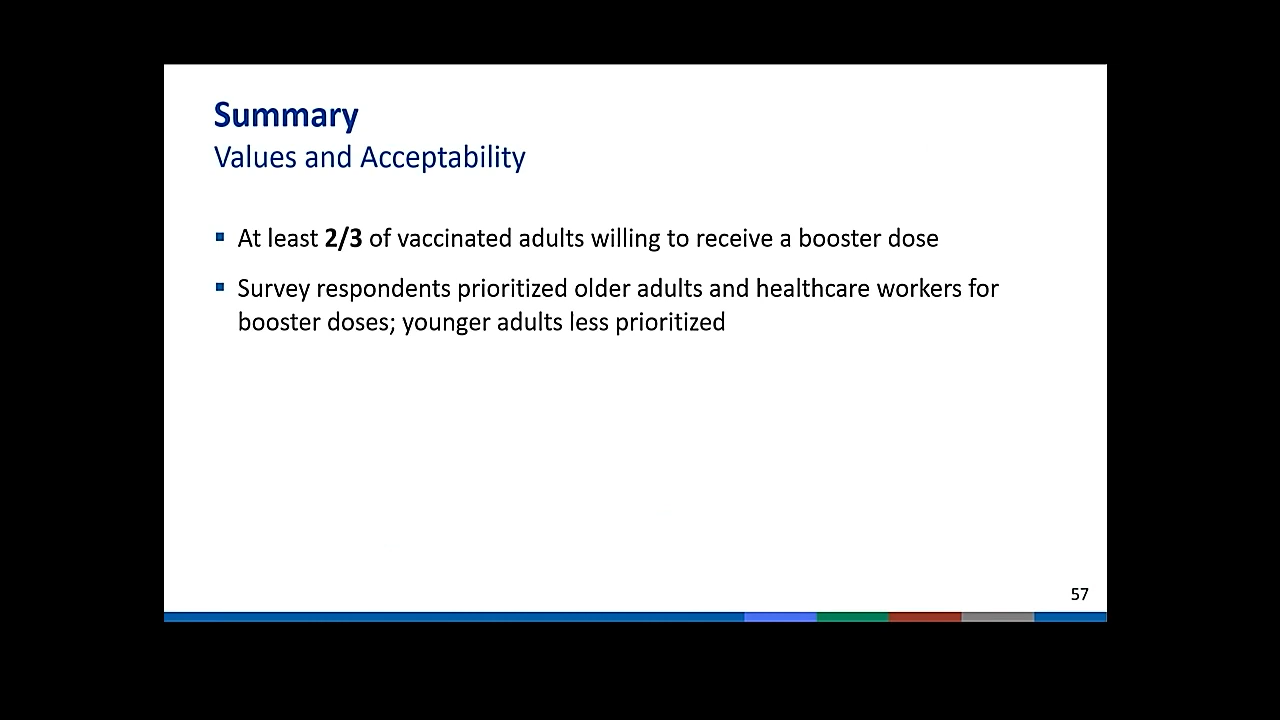 Summary
Values and Acceptability
At least 2/3 of vaccinated adults willing to receive a booster dose
Survey respondents prioritized older adults and healthcare workers for
booster doses; younger adults less prioritized
57